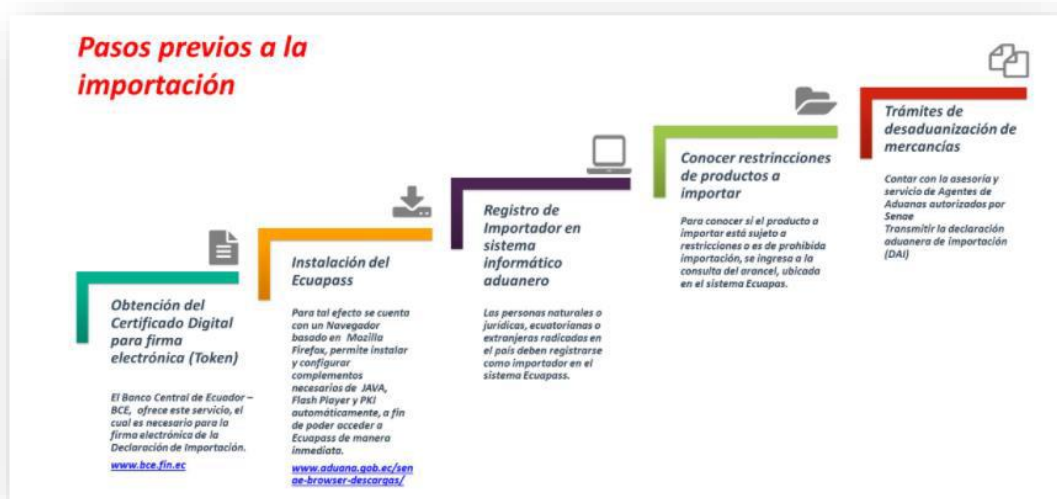 Pasos previos a la
importación
Obtención del
Certificado Digital
para firma
electrónica (Token)
El Banco Central de Ecuador –
BCE, ofrece este servicio, el
cual es necesario para la
firma electrónica de la
Declaración de Importación.
www.bce.fin.ec
Instalación del
Ecuapass
Para tal efecto se cuenta
con un Navegador
basado en Mozilla
Firefox, permite instalar
y configurar
complementos
necesarios de JAVA,
Flash Player y PKI
automáticamente, a fin
de poder acceder a
Ecuapass de manera
inmediata.
www.aduana.gob.ec/sen
ae-browser-descargas/
Registro de
Importador en
sistema
informático
aduanero
Las personas naturales o
jurídicas, ecuatorianas o
extranjeras radicadas en
el país deben registrarse
como importador en el
sistema Ecuapass.
Conocer restrincciones
de productos a
importar
Para conocer si el producto a
importar está sujeto a
restricciones o es de prohibida
importación, se ingresa a la
consulta del arancel, ubicada
en el sistema Ecuapas.
Trámites de
desaduanización de
mercancías
Contar con la asesoría y
servicio de Agentes de
Aduanas autorizados por
Senae
Transmitir la declaración
aduanera de importación
(DAI)